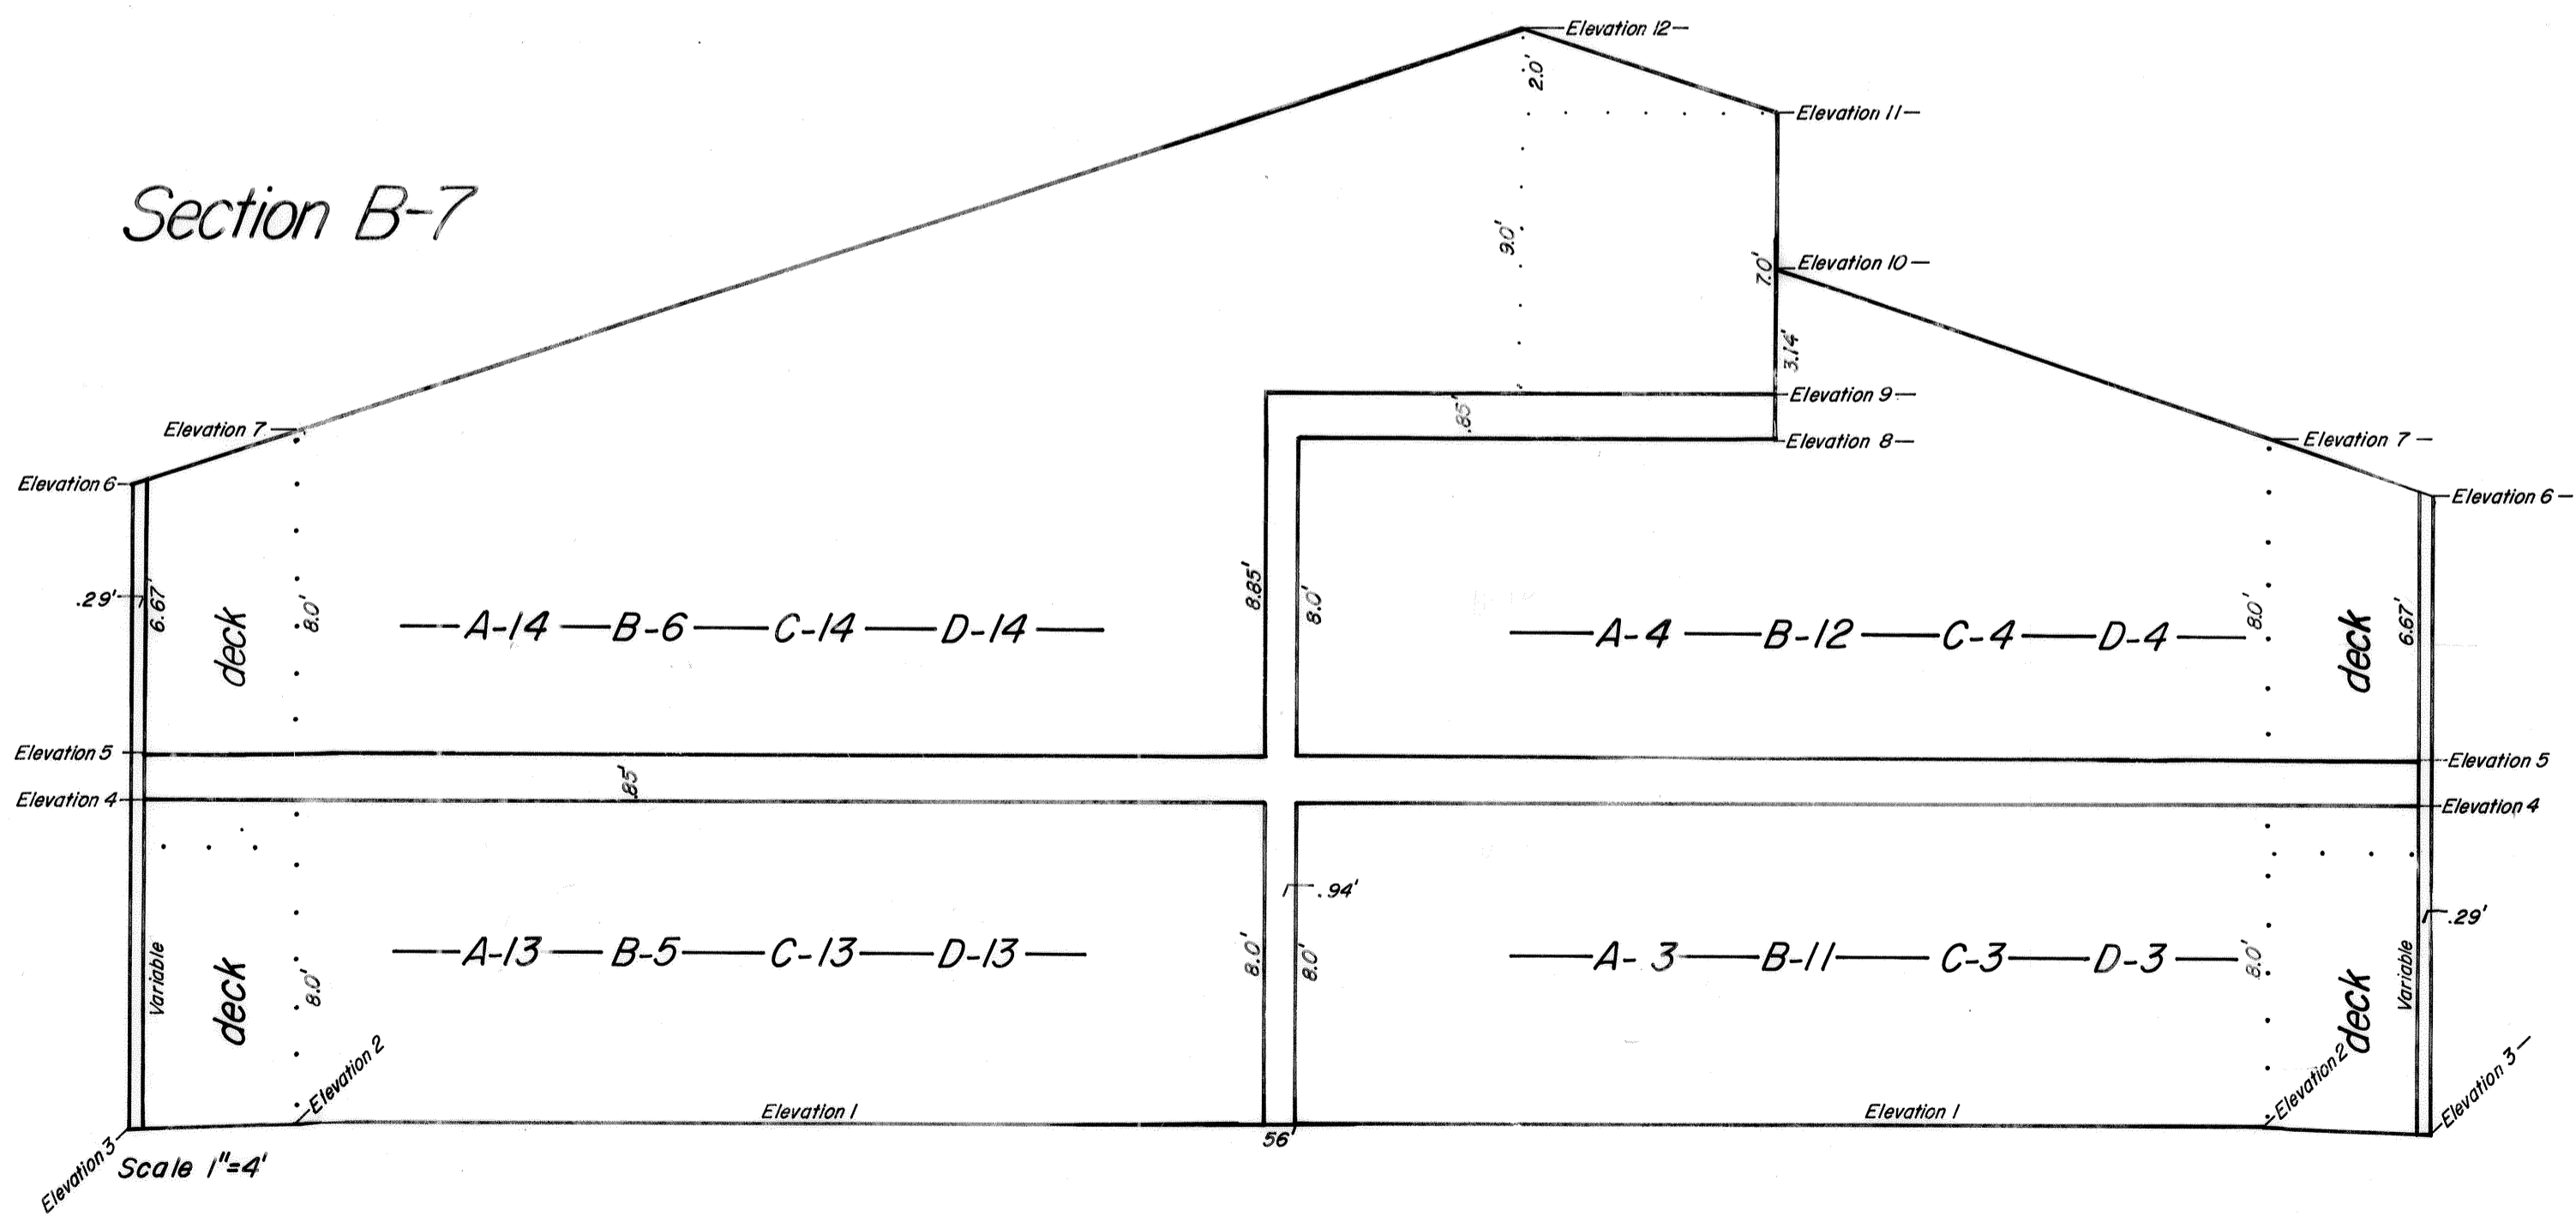 Elevation 12
2.0'
Elevation 11
Section B-7
9.0'
7.0'
Elevation 10
3.14'
Elevation 9
.85'
Elevation 8
Elevation 7
Elevation 7
Elevation 6
Elevation 6
.29'
6.67'
deck
8.0'
A-14 B-6 C-14 D-14
8.85'
8.0'
A-4 B-12 C-4 D-4
8.0'
deck
6.67'
Elevation 5
Elevation 5
.85'
Elevation 4
Elevation 4
.94'
.29'
Variable
deck
8.0'
A-13 B-5 C-13 D-13
8.0'
8.0'
A-3 B-11 C-3 D-3
8.0'
deck
Variable
Elevation 2
Elevation 1
Elevation 1
Elevation 2
Elevation 3
56'
Elevation 3
Scale 1"=4'